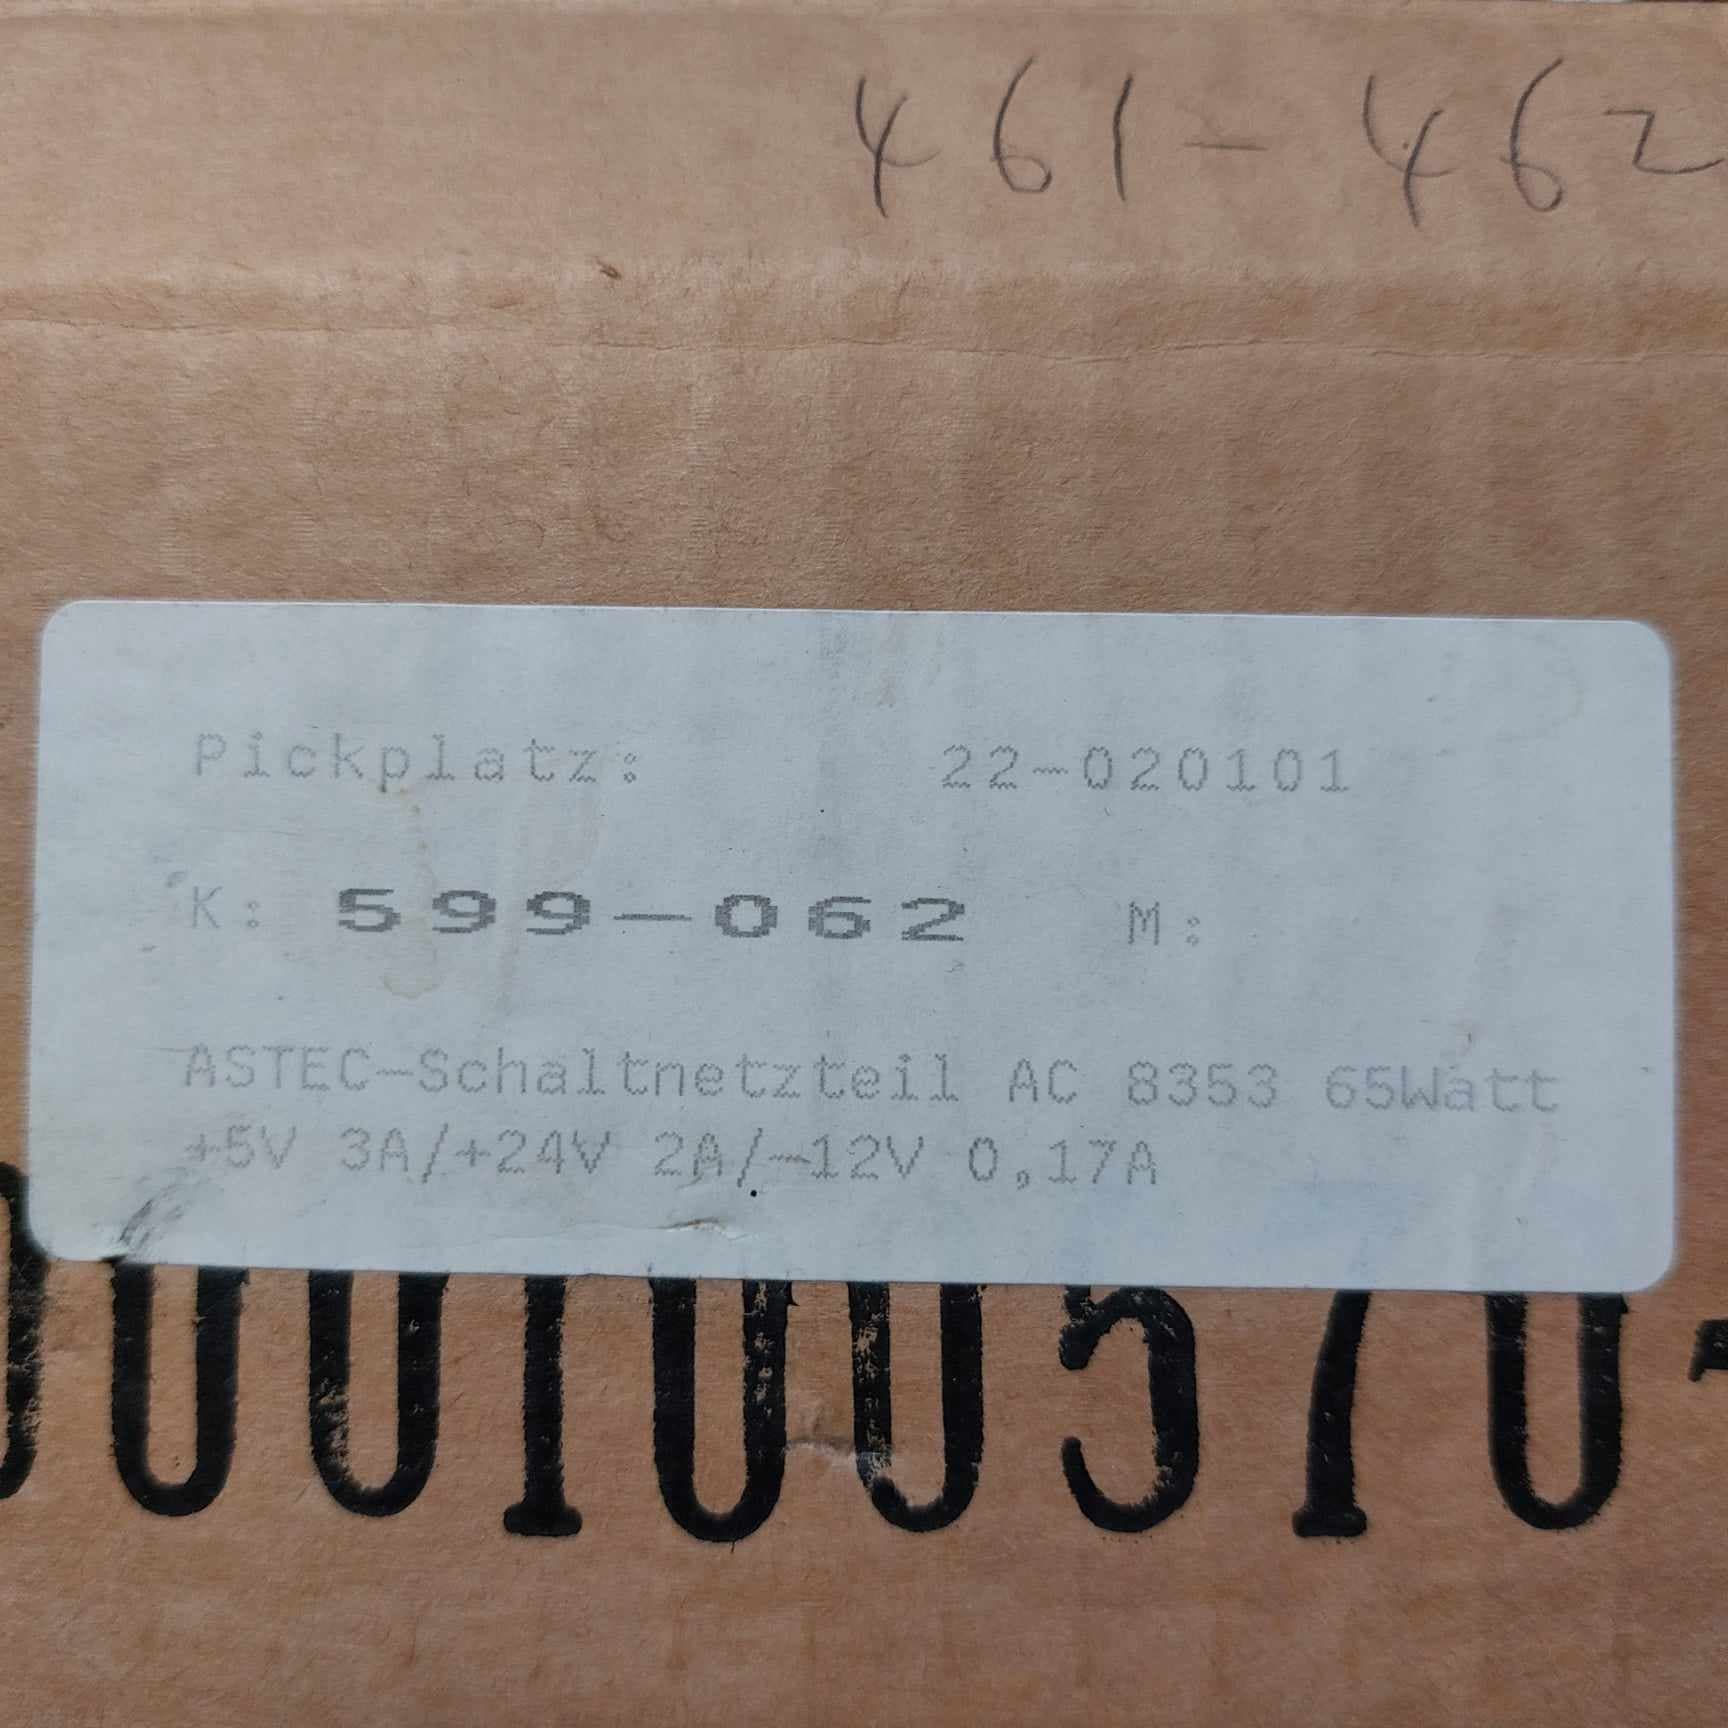 461-462
Pickplatz: 22-020101
K: 599-062 M:
ASTEC-Schaltnetzteil AC 8353 65Watt
+5V 3A/+24V 2A/-12V 0,17A
000100570-